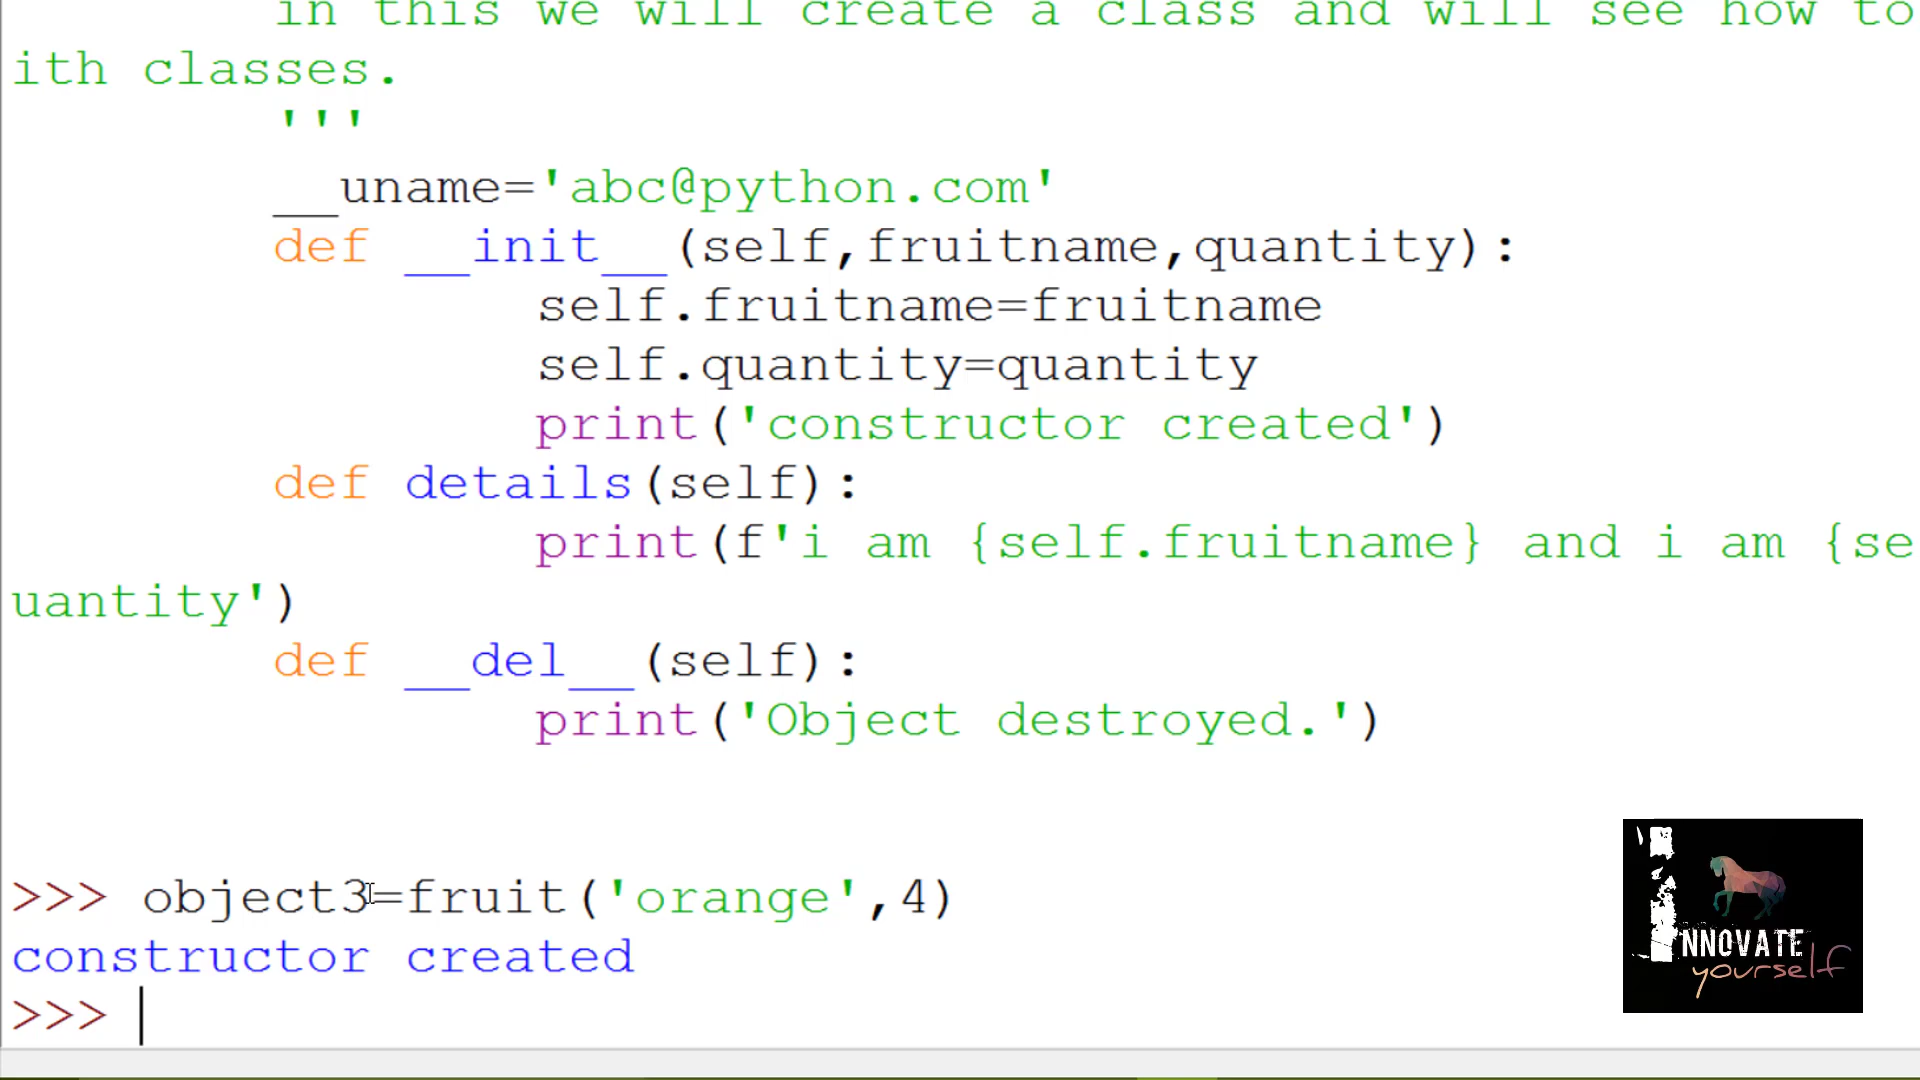 in this we will create a class and will see how to
ith classes.
'''
__uname='abc@python.com'
def __init__(self,fruitname,quantity):
self.fruitname=fruitname
self.quantity=quantity
print('constructor created')
def details(self):
print(f'i am {self.fruitname} and i am {se
uantity')
def __del__(self):
print('Object destroyed.')
>>> object3=fruit('orange',4)
constructor created
>>>
INNOVATE
yourself